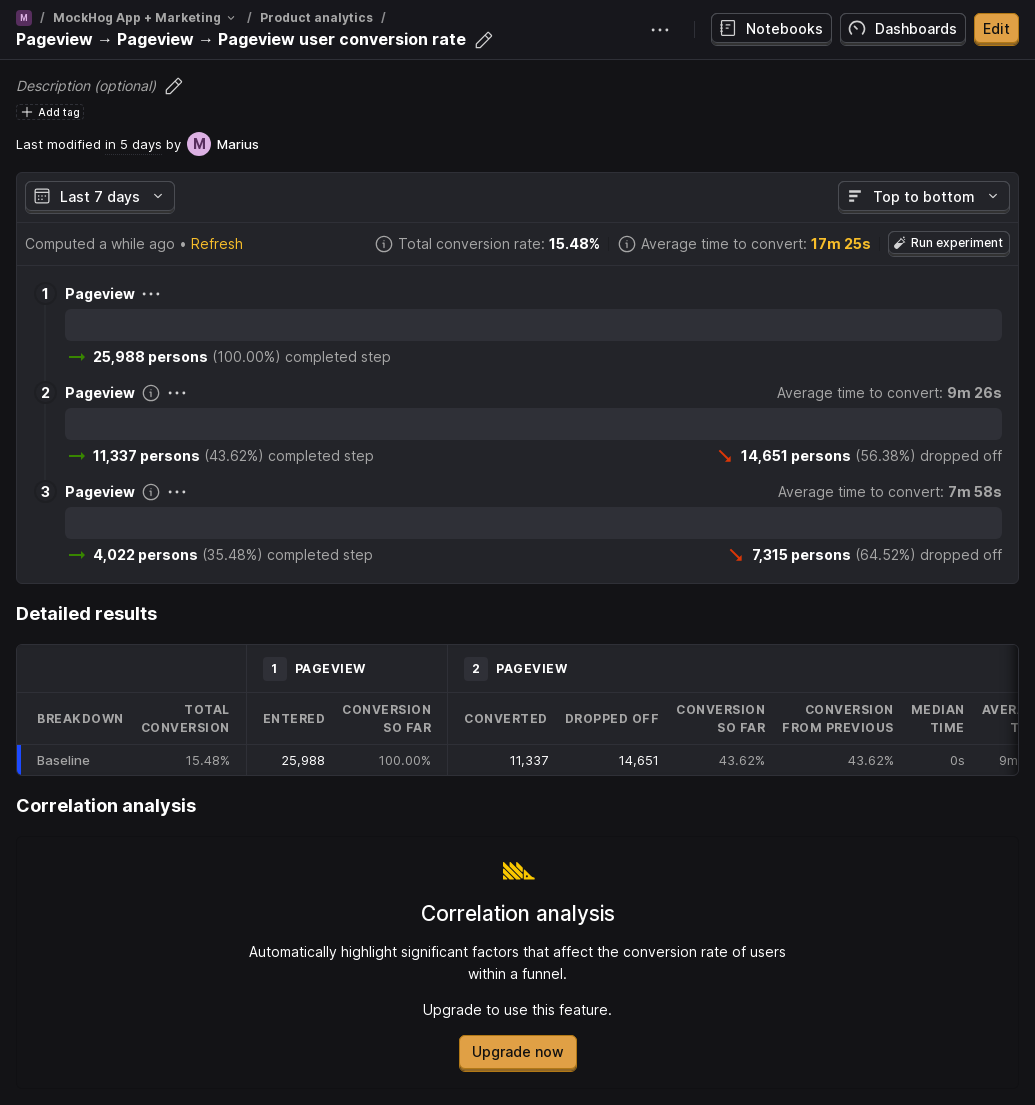 M / MockHog App + Marketing / Product analytics /
Pageview → Pageview → Pageview user conversion rate
Notebooks
Dashboards
Edit
Description (optional)
Add tag
Last modified in 5 days by M Marius
Last 7 days
Top to bottom
Computed a while ago • Refresh
Total conversion rate: 15.48%
Average time to convert: 17m 25s
Run experiment
1 Pageview
25,988 persons (100.00%) completed step
2 Pageview
Average time to convert: 9m 26s
11,337 persons (43.62%) completed step
14,651 persons (56.38%) dropped off
3 Pageview
Average time to convert: 7m 58s
4,022 persons (35.48%) completed step
7,315 persons (64.52%) dropped off
Detailed results
1 PAGEVIEW
2 PAGEVIEW
BREAKDOWN
TOTAL
CONVERSION
ENTERED
CONVERSION
SO FAR
CONVERTED
DROPPED OFF
CONVERSION
SO FAR
CONVERSION
FROM PREVIOUS
MEDIAN
TIME
AVERA
T
Baseline 15.48% 25,988 100.00% 11,337 14,651 43.62% 43.62% 0s 9m
Correlation analysis
Correlation analysis
Automatically highlight significant factors that affect the conversion rate of users
within a funnel.
Upgrade to use this feature.
Upgrade now